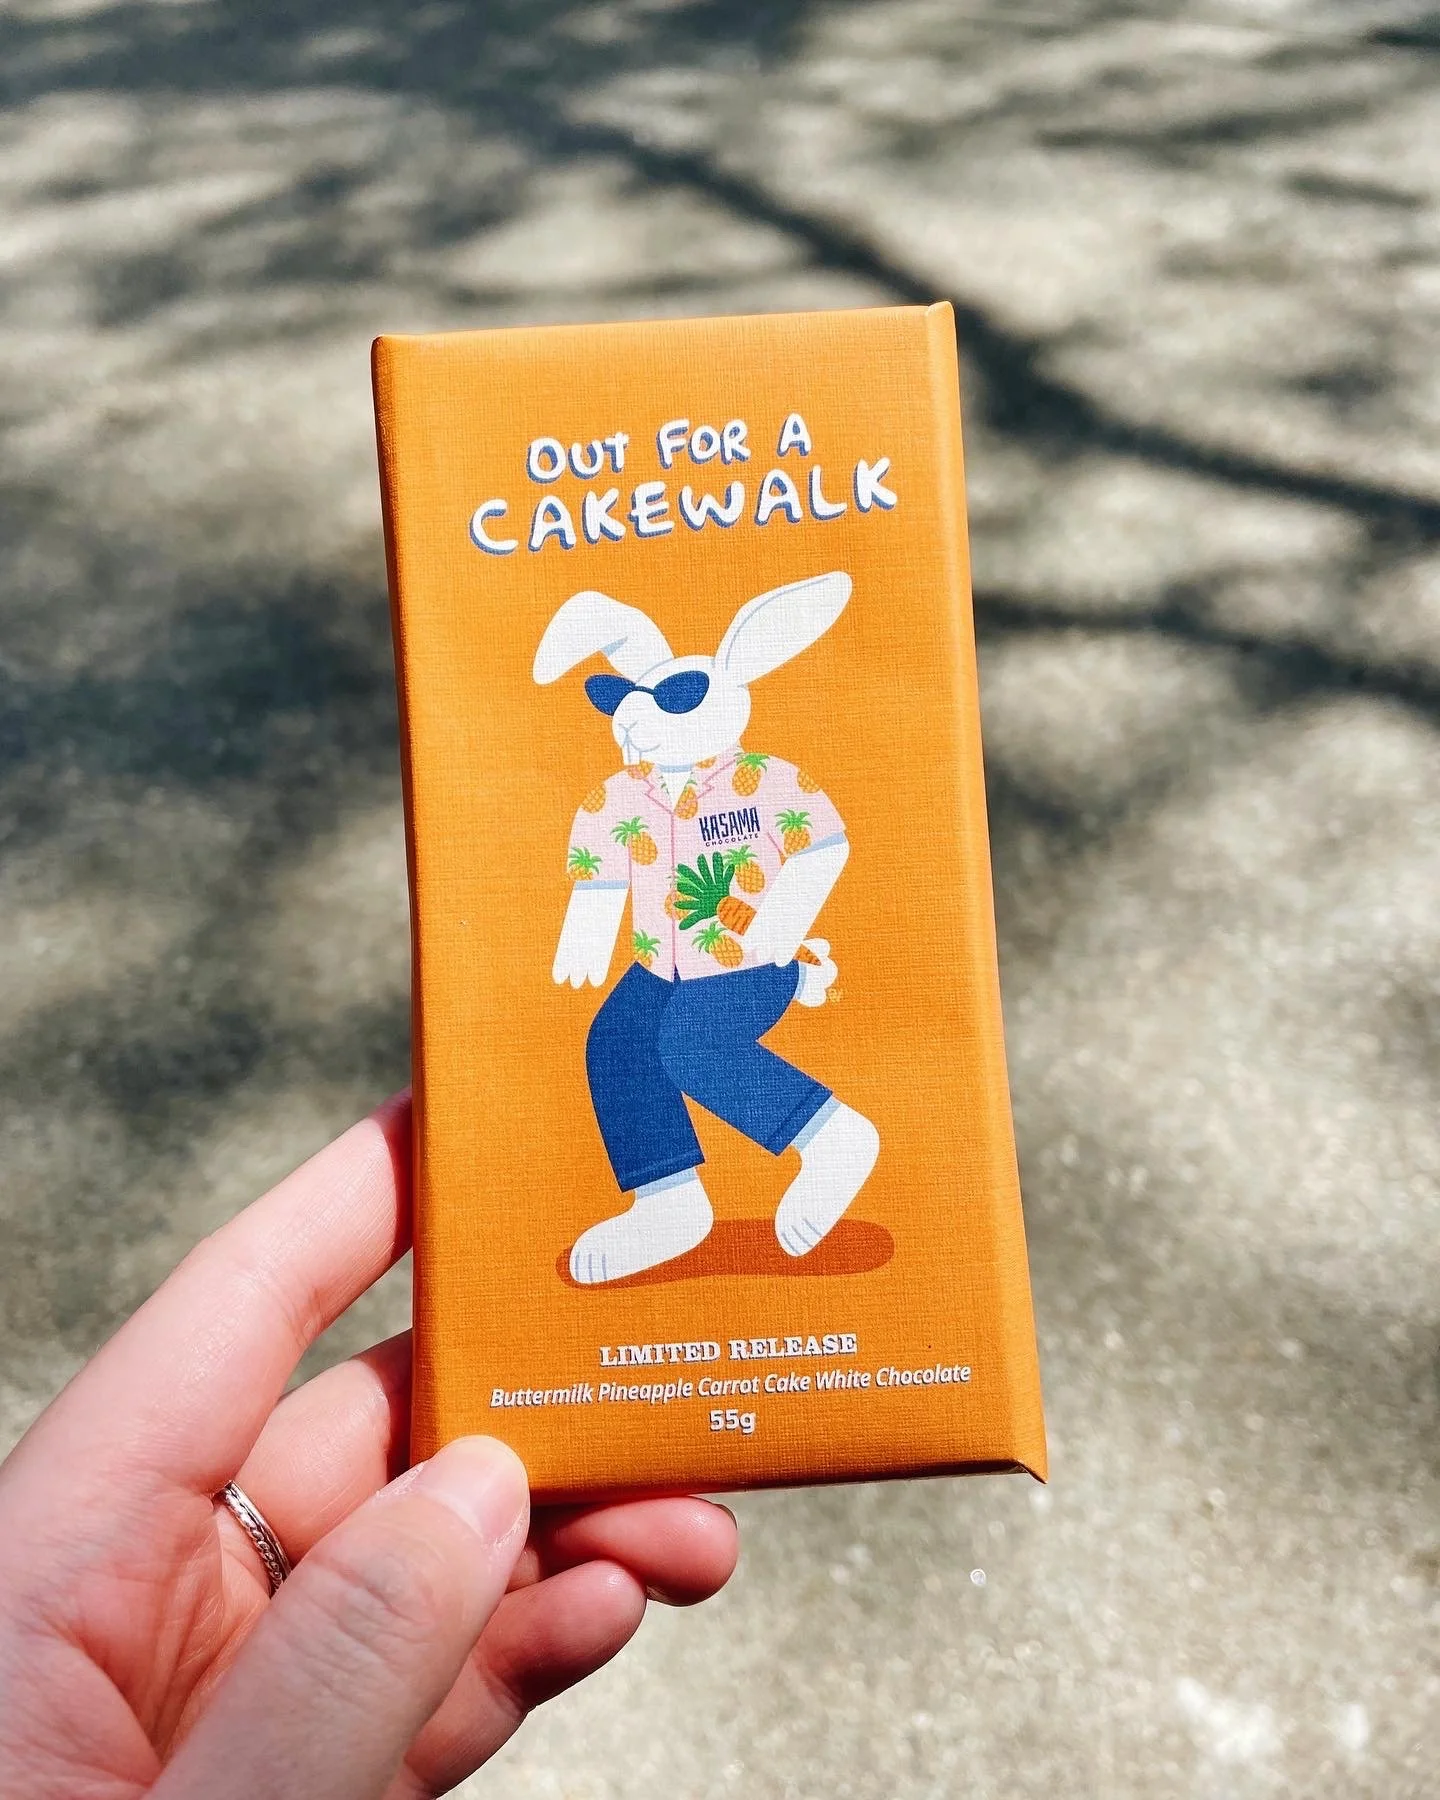 OUT FOR A
CAKEWALK
KASAMA
CHOCOLATE
LIMITED RELEASE
Buttermilk Pineapple Carrot Cake White Chocolate
55g